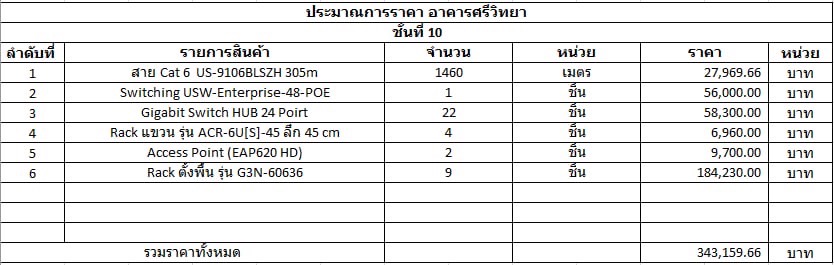 ประมาณการราคา อาคารศรีวิทยา
ชั้นที่ 10
ลำดับที่ รายการสินค้า จำนวน หน่วย ราคา หน่วย
1 สาย Cat 6 US-9106BLSZH 305m 1460 เมตร 27,969.66 บาท
2 Switching USW-Enterprise-48-POE 1 ชิ้น 56,000.00 บาท
3 Gigabit Switch HUB 24 Poirt 22 ชิ้น 58,300.00 บาท
4 Rack แขวน รุ่น ACR-6U[S]-45 ลึก 45 cm 4 ชิ้น 6,960.00 บาท
5 Access Point (EAP620 HD) 2 ชิ้น 9,700.00 บาท
6 Rack ตั้งพื้น รุ่น G3N-60636 9 ชิ้น 184,230.00 บาท
รวมราคาทั้งหมด 343,159.66 บาท